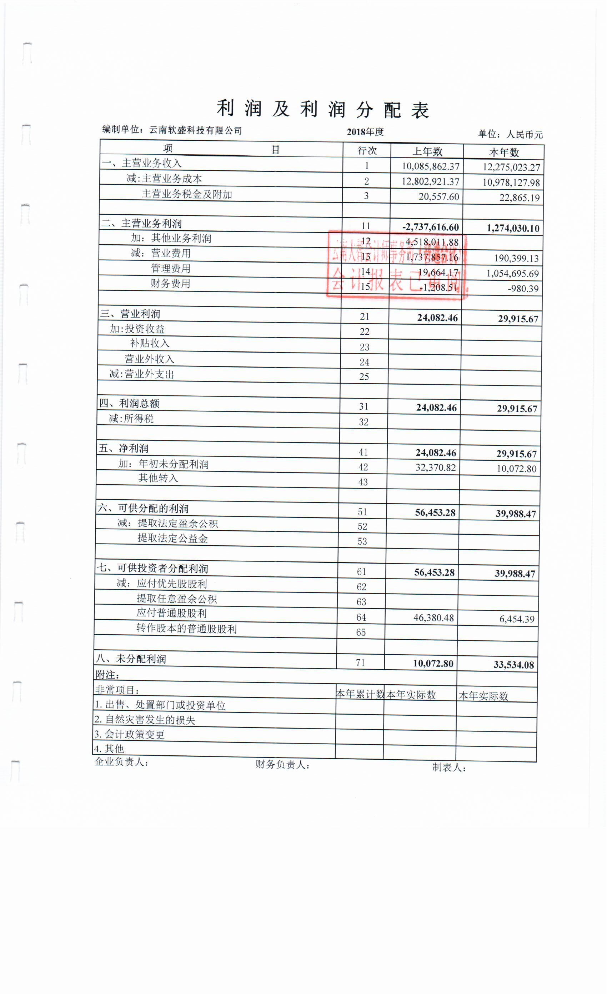 利润及利润分配表
编制单位：云南软盛科技有限公司 2018年度 单位：人民币元
项 目 行次 上年数 本年数
一、主营业务收入 1 10,085,862.37 12,275,023.27
减:主营业务成本 2 12,802,921.37 10,978,127.98
主营业务税金及附加 3 20,557.60 22,865.19
二、主营业务利润 11 -2,737,616.60 1,274,030.10
加：其他业务利润 12 4,518,011.88
减：营业费用 13 1,737,857.16 190,399.13
管理费用 14 19,664.17 1,054,695.69
财务费用 15 -1,208.51 -980.39
会计报表已审阅
三、营业利润 21 24,082.46 29,915.67
加:投资收益 22
补贴收入 23
营业外收入 24
减:营业外支出 25
四、利润总额 31 24,082.46 29,915.67
减:所得税 32
五、净利润 41 24,082.46 29,915.67
加：年初未分配利润 42 32,370.82 10,072.80
其他转入 43
六、可供分配的利润 51 56,453.28 39,988.47
减：提取法定盈余公积 52
提取法定公益金 53
七、可供投资者分配利润 61 56,453.28 39,988.47
减：应付优先股股利 62
提取任意盈余公积 63
应付普通股股利 64 46,380.48 6,454.39
转作股本的普通股股利 65
八、未分配利润 71 10,072.80 33,534.08
附注：
非常项目： 本年累计数 本年实际数 本年实际数
1.出售、处置部门或投资单位
2.自然灾害发生的损失
3.会计政策变更
4.其他
企业负责人： 财务负责人： 制表人：